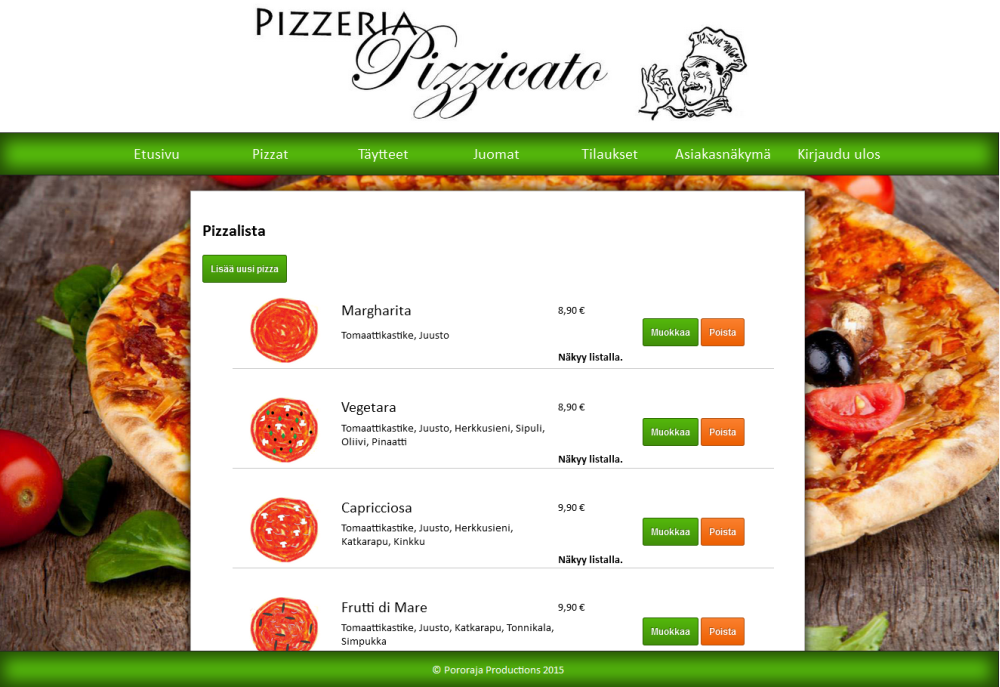 PIZZERIA
Pizzicato
Etusivu Pizzat Täytteet Juomat Tilaukset Asiakasnäkymä Kirjaudu ulos
Pizzalista
Lisää uusi pizza
Margharita 8,90 €
Tomaattikastike, Juusto
Muokkaa Poista
Näkyy listalla.
Vegetara 8,90 €
Tomaattikastike, Juusto, Herkkusieni, Sipuli,
Oliivi, Pinaatti
Muokkaa Poista
Näkyy listalla.
Capricciosa 9,90 €
Tomaattikastike, Juusto, Herkkusieni,
Katkarapu, Kinkku
Muokkaa Poista
Näkyy listalla.
Frutti di Mare 9,90 €
Tomaattikastike, Juusto, Katkarapu, Tonnikala,
Simpukka
Muokkaa Poista
© Pororaja Productions 2015